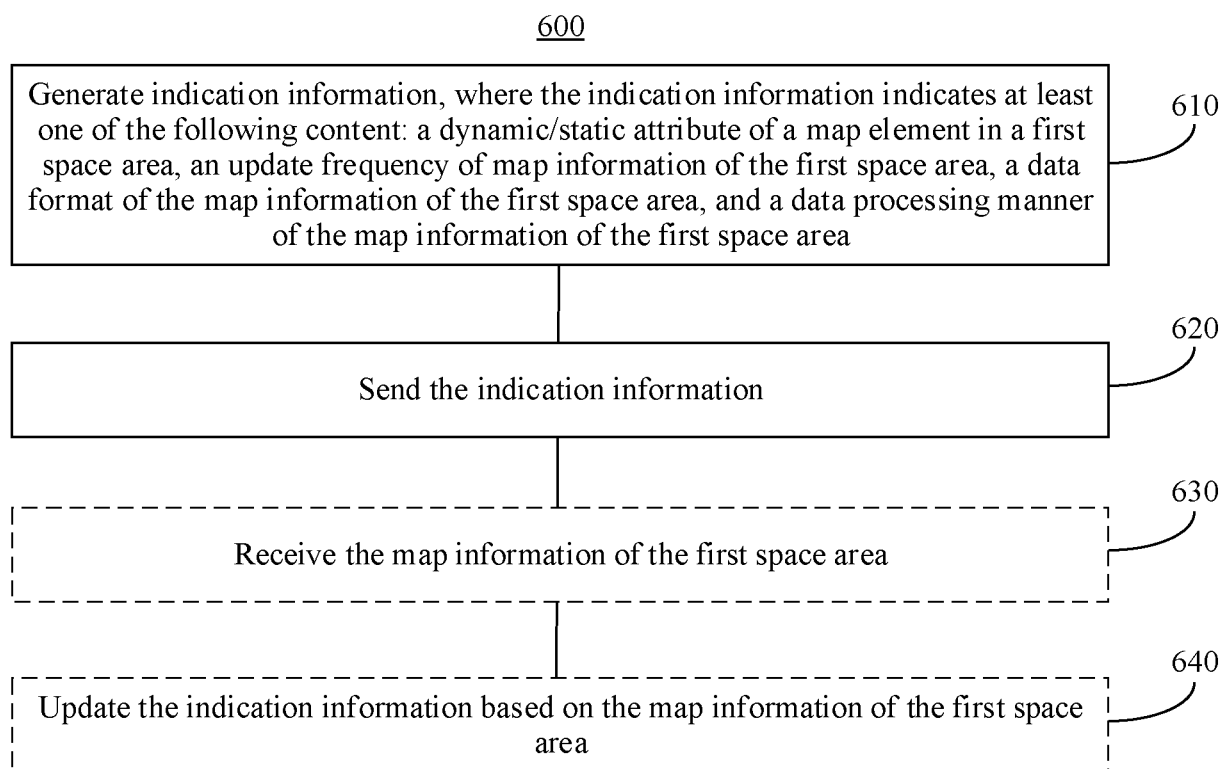 600
Generate indication information, where the indication information indicates at least
one of the following content: a dynamic/static attribute of a map element in a first
space area, an update frequency of map information of the first space area, a data
format of the map information of the first space area, and a data processing manner
of the map information of the first space area
610
Send the indication information
620
Receive the map information of the first space area
630
Update the indication information based on the map information of the first space
area
640